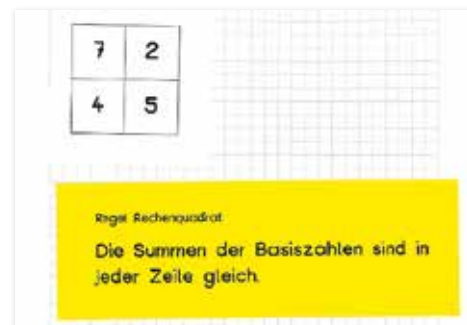 7 2
4 5
Regel Rechenquadrat
Die Summen der Basiszahlen sind in
jeder Zeile gleich.